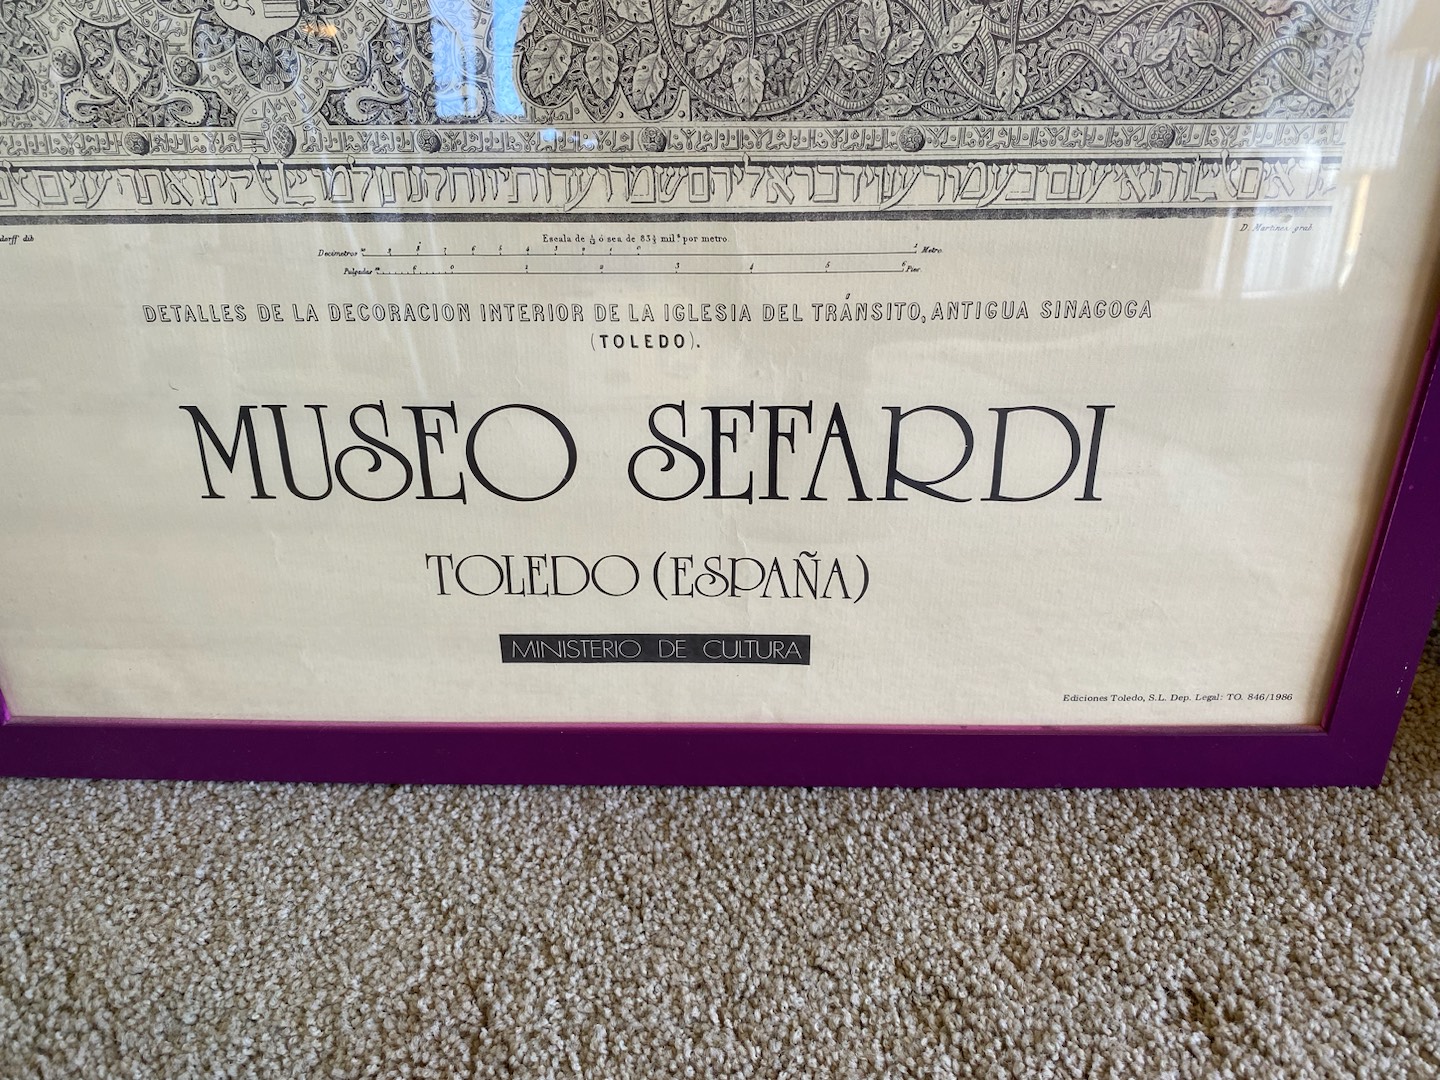 D. Martinez grab.
Escala de 1/12 ó sea de 83⅓ mil.s por metro.
Decimetros
Metro.
Pulgadas
Pies.
DETALLES DE LA DECORACION INTERIOR DE LA IGLESIA DEL TRÁNSITO, Ó ANTIGUA SINAGOGA
(TOLEDO).
MUSEO SEFARDI
TOLEDO (ESPAÑA)
MINISTERIO DE CULTURA
Ediciones Toledo, S.L. Dep. Legal: TO. 846/1986